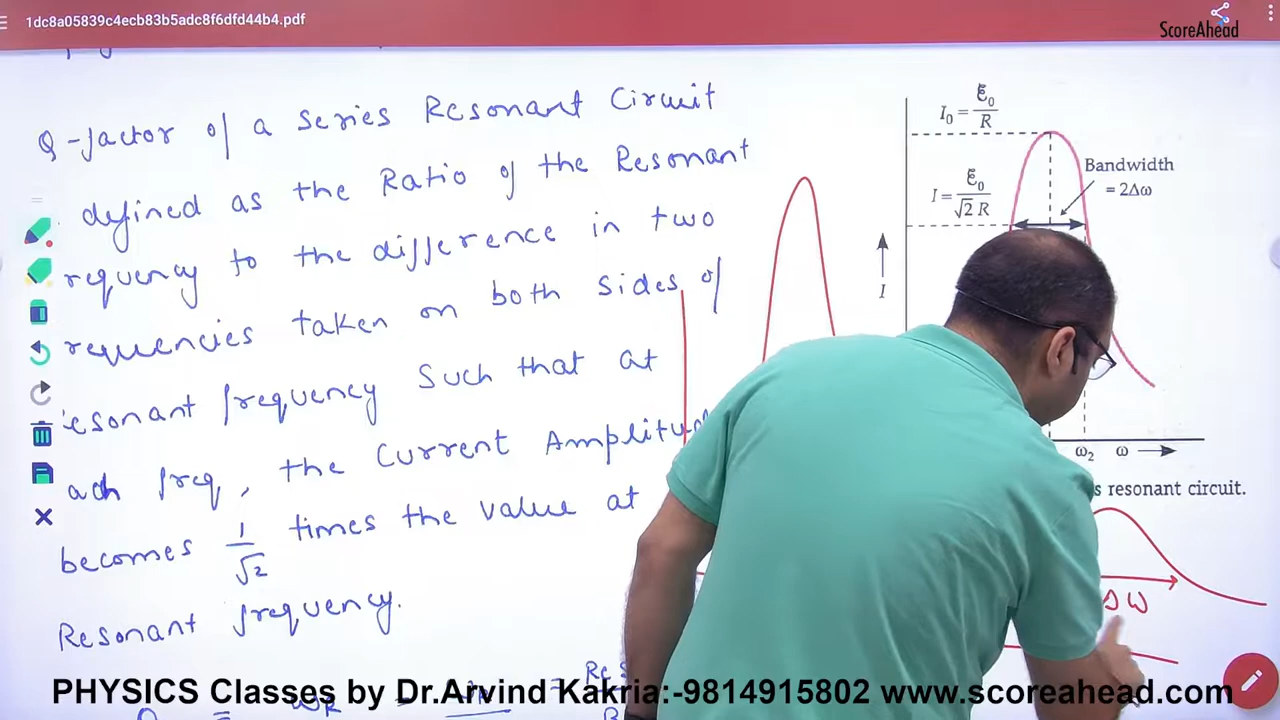 1dc8a05839c4ecb83b5adc8f6dfd44b4.pdf
ScoreAhead
Q-factor of a series Resonant Circuit
defined as the Ratio of the Resonant
requency to the difference in two
requencies taken on both sides of
esonant frequency such that at
ach freq, the current Amplitud
becomes 1/√2 times the value at
Resonant frequency.
I₀ = ℰ₀/R
I = ℰ₀/√2 R
Bandwidth
= 2Δω
I
ω₂ ω
s resonant circuit.
Δω
PHYSICS Classes by Dr.Arvind Kakria:-9814915802 www.scoreahead.com